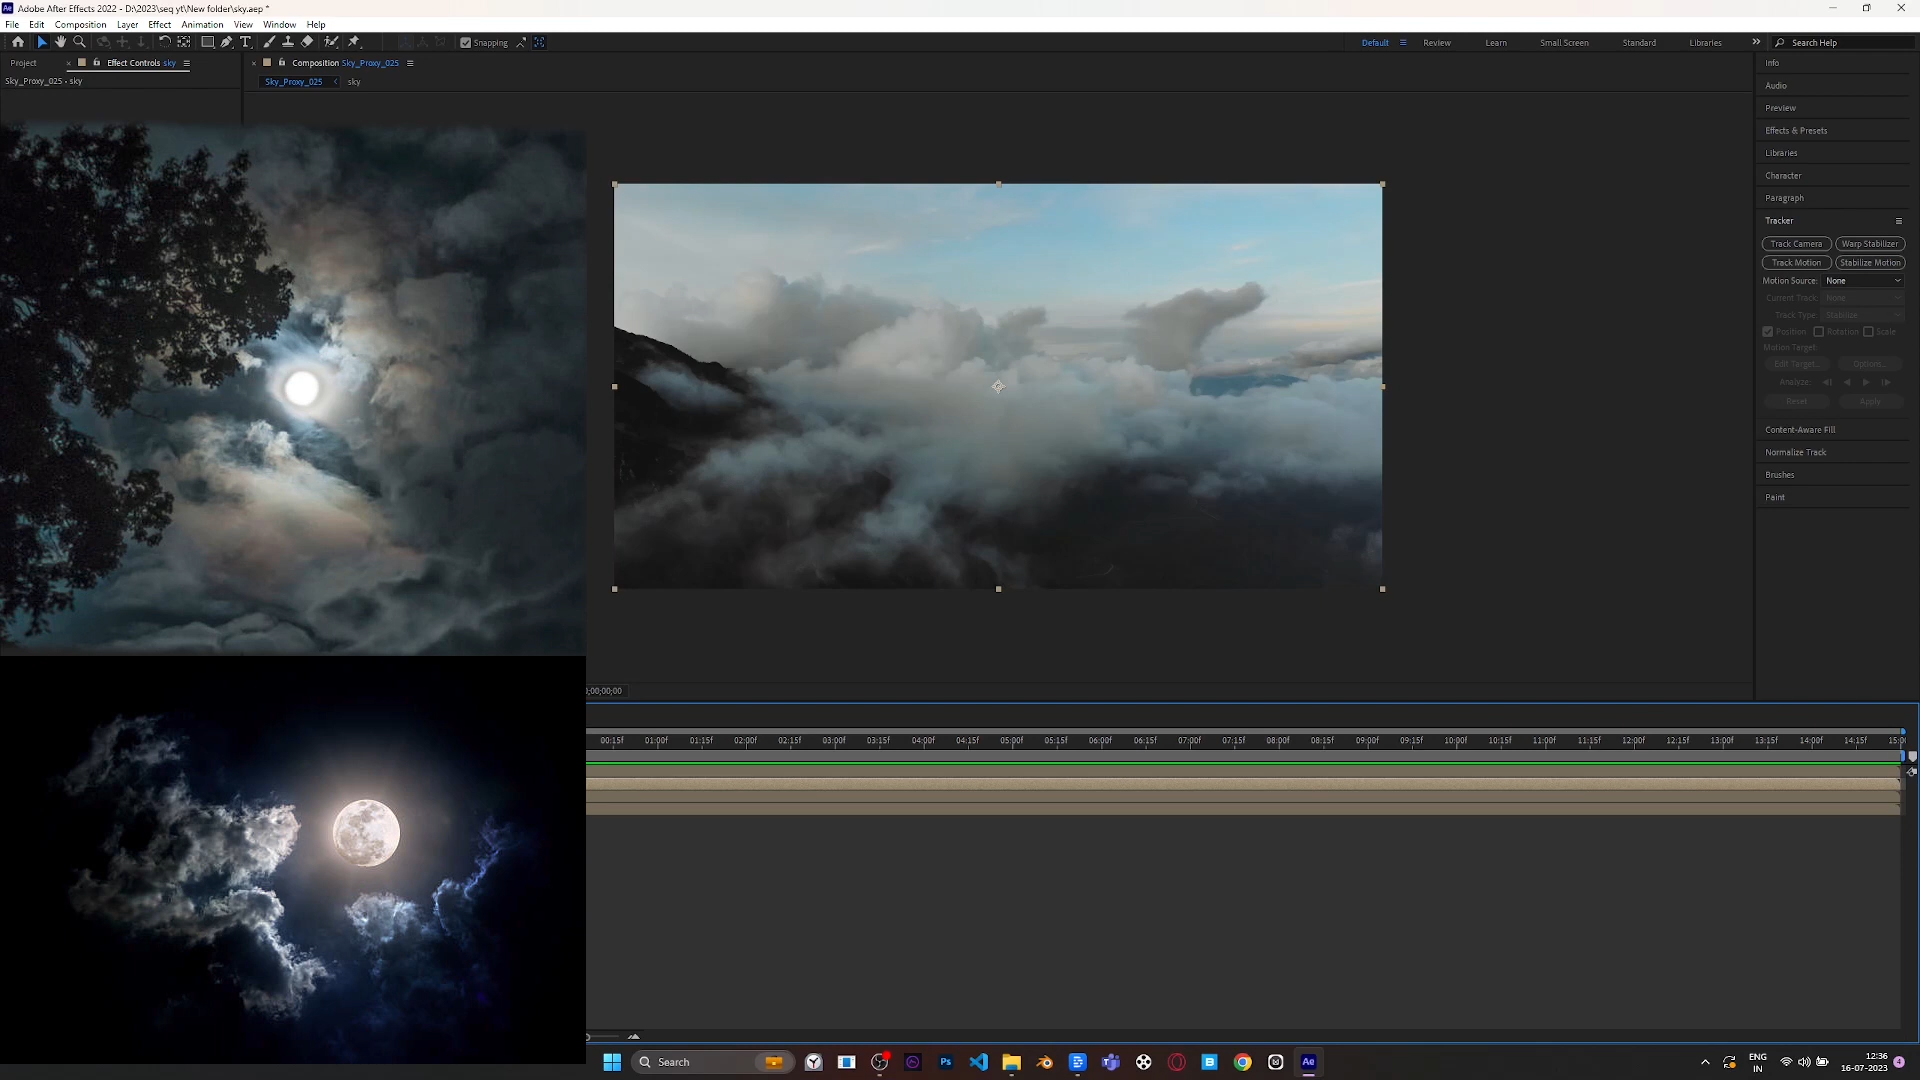 Adobe After Effects 2022 - D:\2023\seq yt\New folder\sky.aep *
File Edit Composition Layer Effect Animation View Window Help
Snapping Default Review Learn Small Screen Standard Libraries Search Help
Project Effect Controls sky Composition Sky_Proxy_025 Info
Sky_Proxy_025 • sky Sky_Proxy_025 sky
Audio
Preview
Effects & Presets
Libraries
Character
Paragraph
Tracker
Track Camera Warp Stabilizer
Track Motion Stabilize Motion
Motion Source: None
Current Track: None
Track Type: Stabilize
Position Rotation Scale
Motion Target:
Edit Target... Options...
Analyze:
Reset Apply
Content-Aware Fill
Normalize Track
Brushes
Paint
;00;00;00
00:15f 01:00f 01:15f 02:00f 02:15f 03:00f 03:15f 04:00f 04:15f 05:00f 05:15f 06:00f 06:15f 07:00f 07:15f 08:00f 08:15f 09:00f 09:15f 10:00f 10:15f 11:00f 11:15f 12:00f 12:15f 13:00f 13:15f 14:00f 14:15f 15:0
Search Ps Ae ENG 12:36
IN 16-07-2023 4